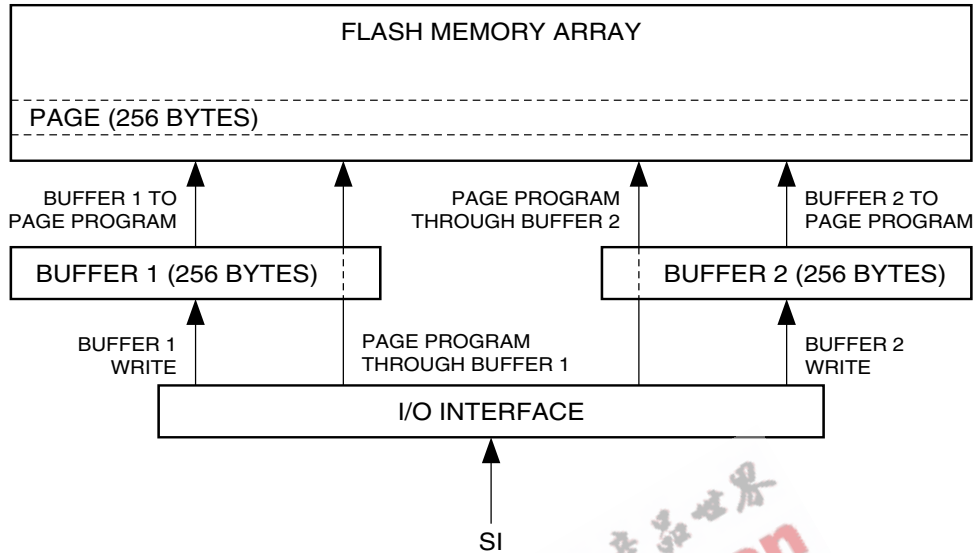 FLASH MEMORY ARRAY
PAGE (256 BYTES)
BUFFER 1 TO
PAGE PROGRAM
PAGE PROGRAM
THROUGH BUFFER 2
BUFFER 2 TO
PAGE PROGRAM
BUFFER 1 (256 BYTES)
BUFFER 2 (256 BYTES)
BUFFER 1
WRITE
PAGE PROGRAM
THROUGH BUFFER 1
BUFFER 2
WRITE
I/O INTERFACE
SI